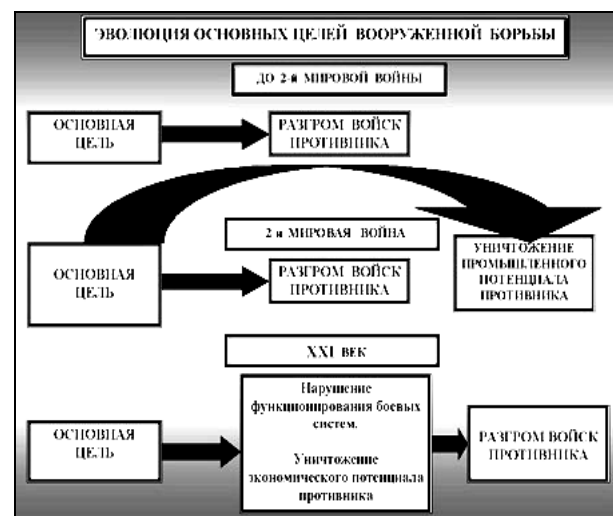 ЭВОЛЮЦИЯ ОСНОВНЫХ ЦЕЛЕЙ ВООРУЖЕННОЙ БОРЬБЫ
ДО 2-й МИРОВОЙ ВОЙНЫ
ОСНОВНАЯ
ЦЕЛЬ
РАЗГРОМ ВОЙСК
ПРОТИВНИКА
2 я МИРОВАЯ ВОЙНА
ОСНОВНАЯ
ЦЕЛЬ
РАЗГРОМ ВОЙСК
ПРОТИВНИКА
УНИЧТОЖЕНИЕ
ПРОМЫШЛЕННОГО
ПОТЕНЦИАЛА
ПРОТИВНИКА
XXI ВЕК
ОСНОВНАЯ
ЦЕЛЬ
Нарушение
функционирования боевых
систем.
Уничтожение
экономического потенциала
противника
РАЗГРОМ ВОЙСК
ПРОТИВНИКА